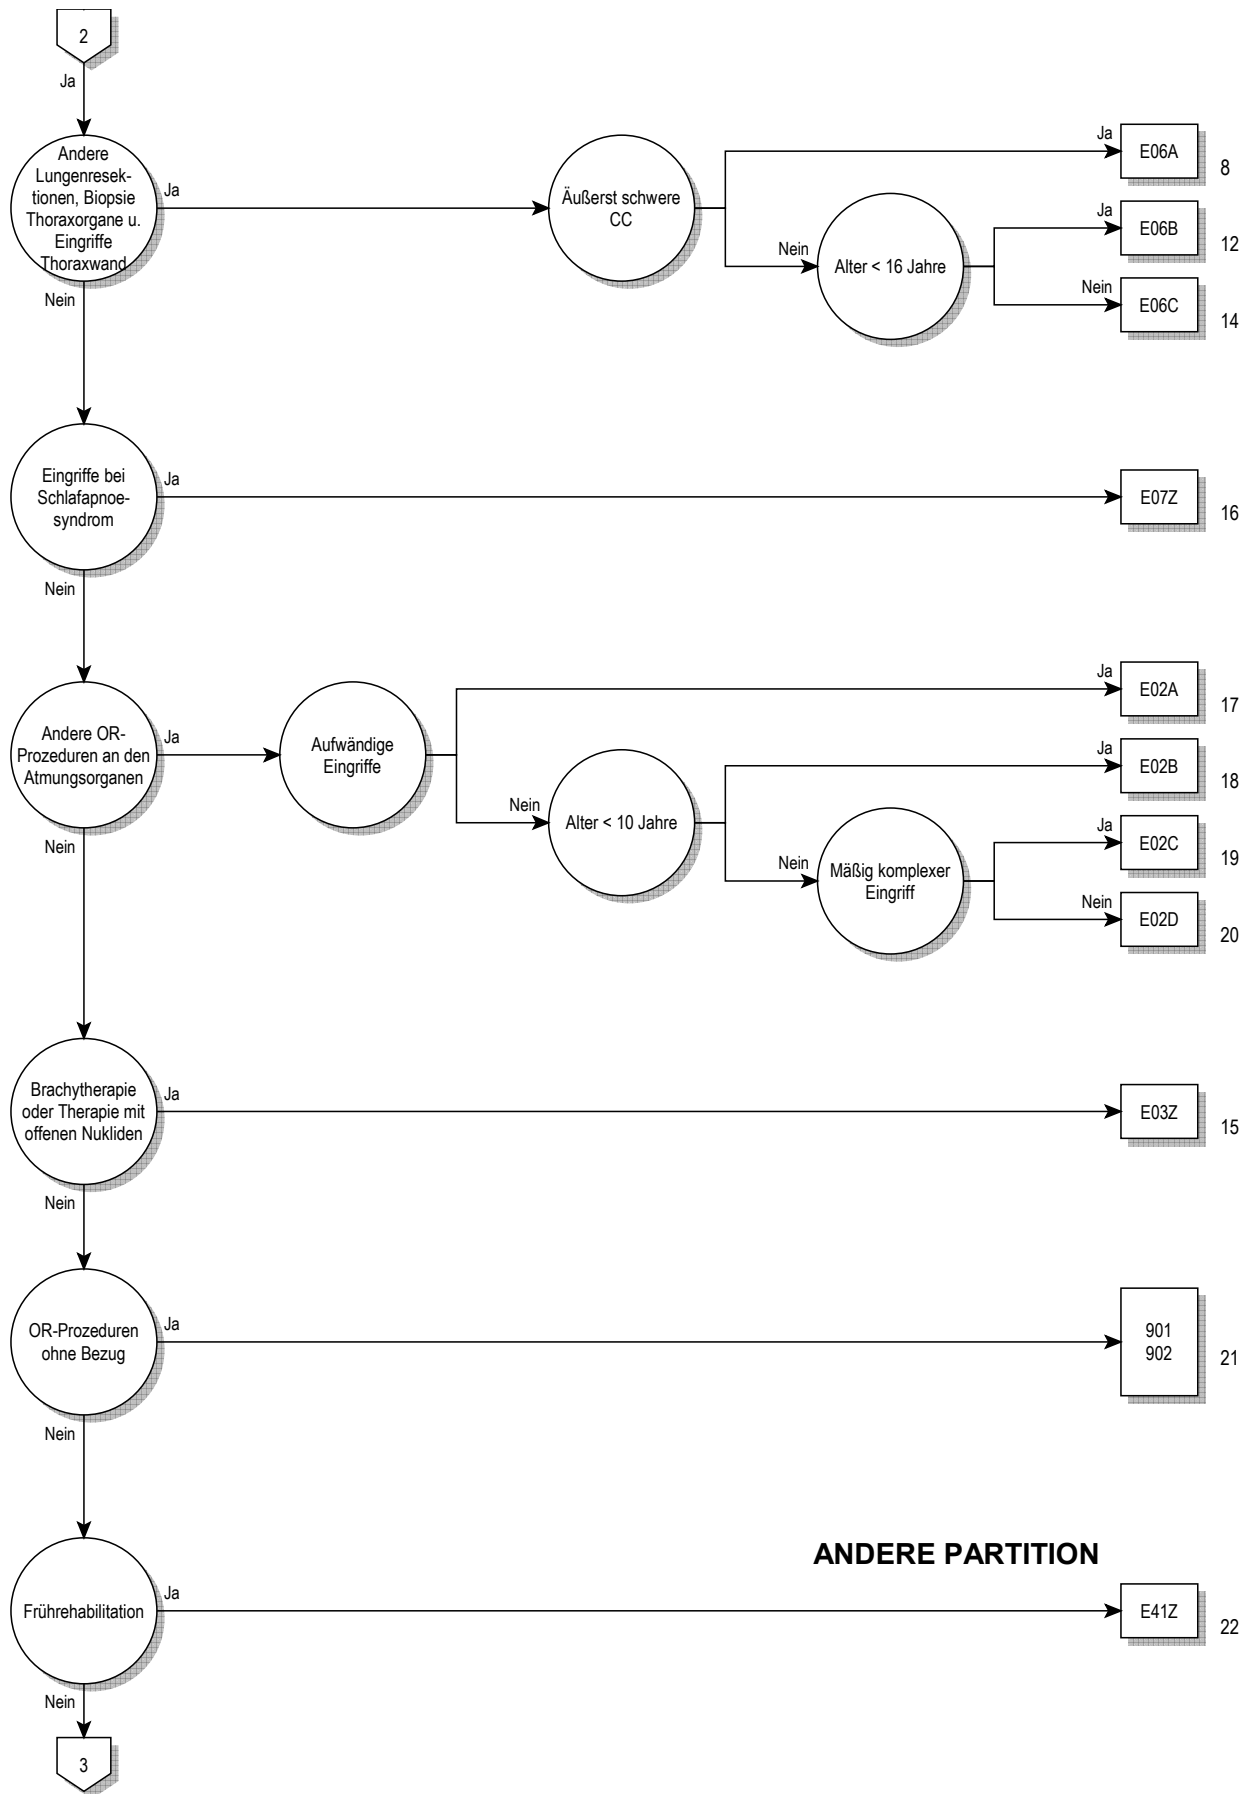 2
Ja
Andere
Lungenresek-
tionen, Biopsie
Thoraxorgane u.
Eingriffe
Thoraxwand
Ja
Äußerst schwere
CC
Ja
E06A
8
Nein
Alter < 16 Jahre
Ja
E06B
12
Nein
E06C
14
Nein
Eingriffe bei
Schlafapnoe-
syndrom
Ja
E07Z
16
Nein
Andere OR-
Prozeduren an den
Atmungsorganen
Ja
Aufwändige
Eingriffe
Ja
E02A
17
Nein
Alter < 10 Jahre
Ja
E02B
18
Nein
Mäßig komplexer
Eingriff
Ja
E02C
19
Nein
E02D
20
Nein
Brachytherapie
oder Therapie mit
offenen Nukliden
Ja
E03Z
15
Nein
OR-Prozeduren
ohne Bezug
Ja
901
902
21
Nein
ANDERE PARTITION
Frührehabilitation
Ja
E41Z
22
Nein
3